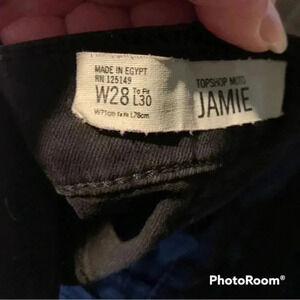 MADE IN EGYPT
RN 125149
W28 To Fit L30
W71cm To Fit L76cm
TOPSHOP MOTO
JAMIE
PhotoRoom®